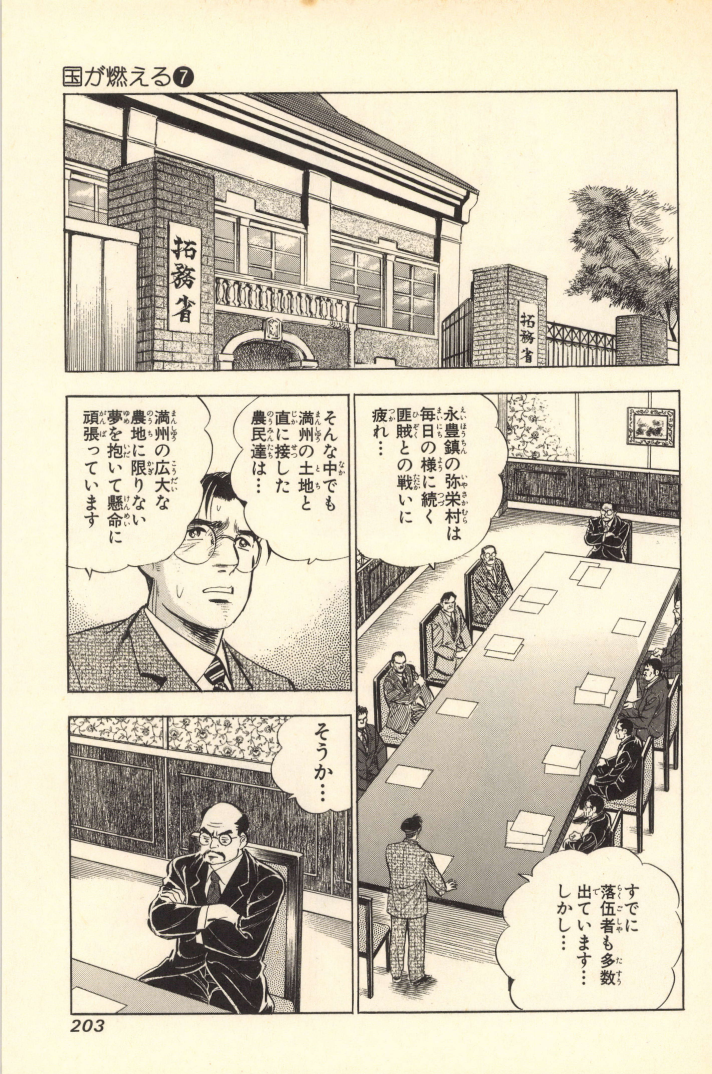 国が燃える❼
拓務省
拓務省
永豊鎮の弥栄村は
毎日の様に続く
匪賊との戦いに
疲れ…
すでに
落伍者も多数
出ています…
しかし…
そんな中でも
満州の土地と
直に接した
農民達は…
満州の広大な
農地に限りない
夢を抱いて懸命に
頑張っています
そうか…
203